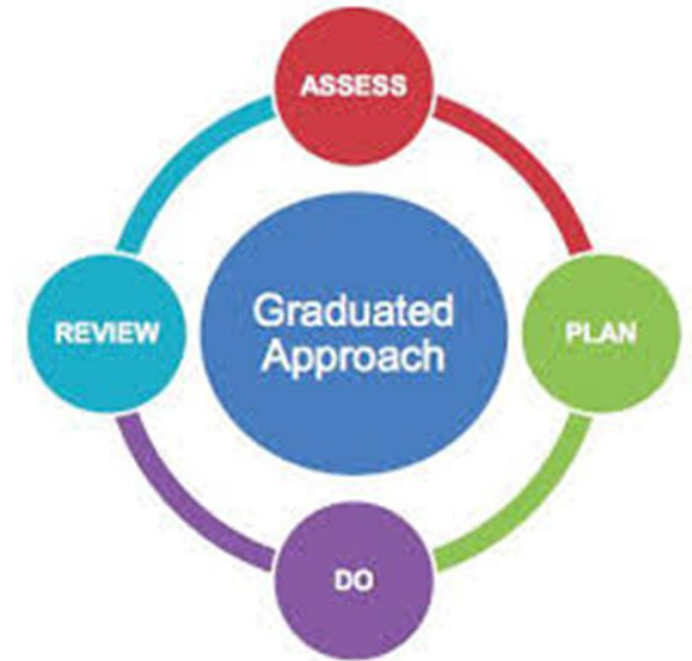 ASSESS
Graduated
Approach
REVIEW
PLAN
DO